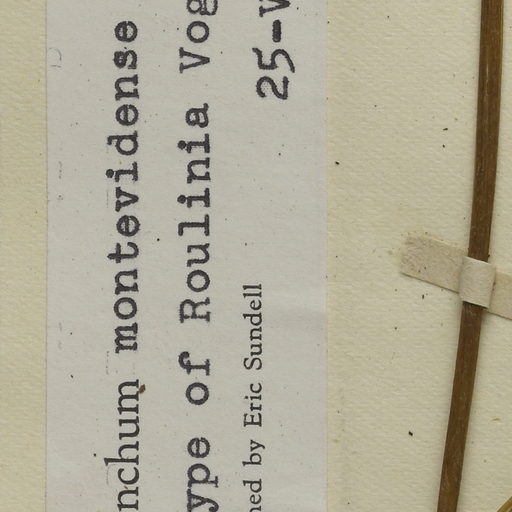 nchum montevidense
ype of Roulinia Vog
ned by Eric Sundell
25-V